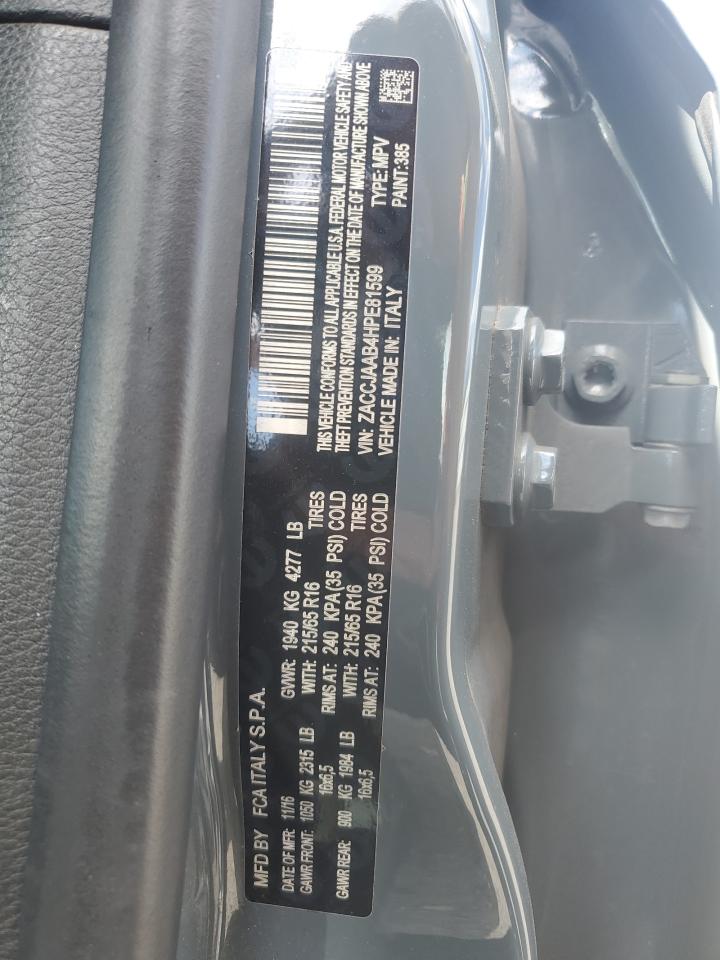 MFD BY FCA ITALY S.P.A.
DATE OF MFR: 11/16 GVWR: 1940 KG 4277 LB
GAWR FRONT: 1050 KG 2315 LB WITH: 215/65 R16 TIRES
16x6,5 RIMS AT: 240 KPA(35 PSI) COLD
GAWR REAR: 900 KG 1984 LB WITH: 215/65 R16 TIRES
16x6,5 RIMS AT: 240 KPA(35 PSI) COLD
THIS VEHICLE CONFORMS TO ALL APPLICABLE U.S.A. FEDERAL MOTOR VEHICLE SAFETY AND
THEFT PREVENTION STANDARDS IN EFFECT ON THE DATE OF MANUFACTURE SHOWN ABOVE
VIN: ZACCJAAB4HPE81599 TYPE: MPV
VEHICLE MADE IN: ITALY PAINT: 385